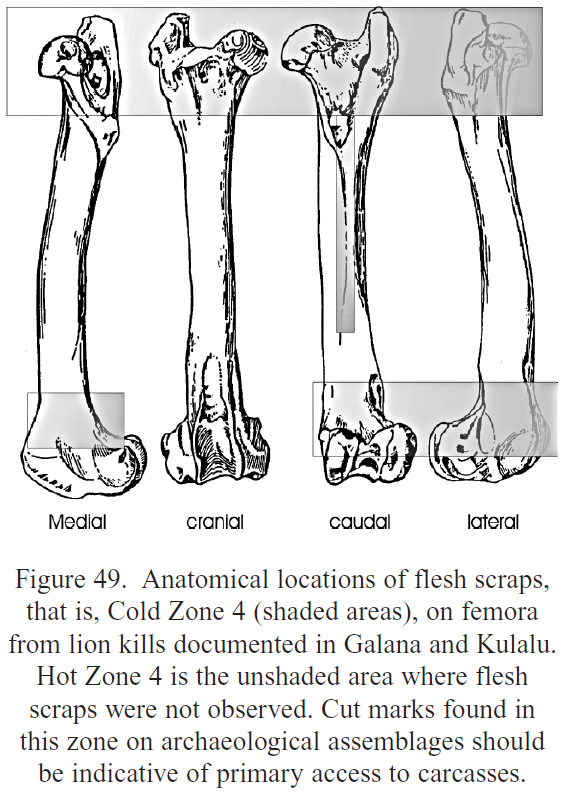 Medial cranial caudal lateral
Figure 49. Anatomical locations of flesh scraps,
that is, Cold Zone 4 (shaded areas), on femora
from lion kills documented in Galana and Kulalu.
Hot Zone 4 is the unshaded area where flesh
scraps were not observed. Cut marks found in
this zone on archaeological assemblages should
be indicative of primary access to carcasses.